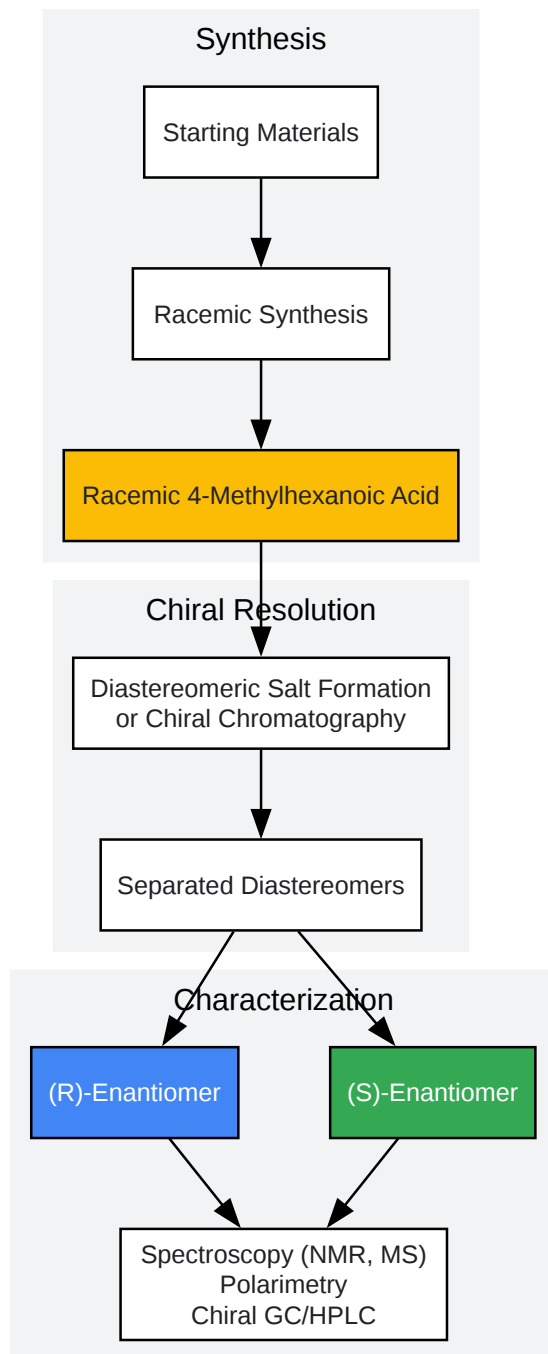 Synthesis
Starting Materials
Racemic Synthesis
Racemic 4-Methylhexanoic Acid
Chiral Resolution
Diastereomeric Salt Formation
or Chiral Chromatography
Separated Diastereomers
Characterization
(R)-Enantiomer
(S)-Enantiomer
Spectroscopy (NMR, MS)
Polarimetry
Chiral GC/HPLC